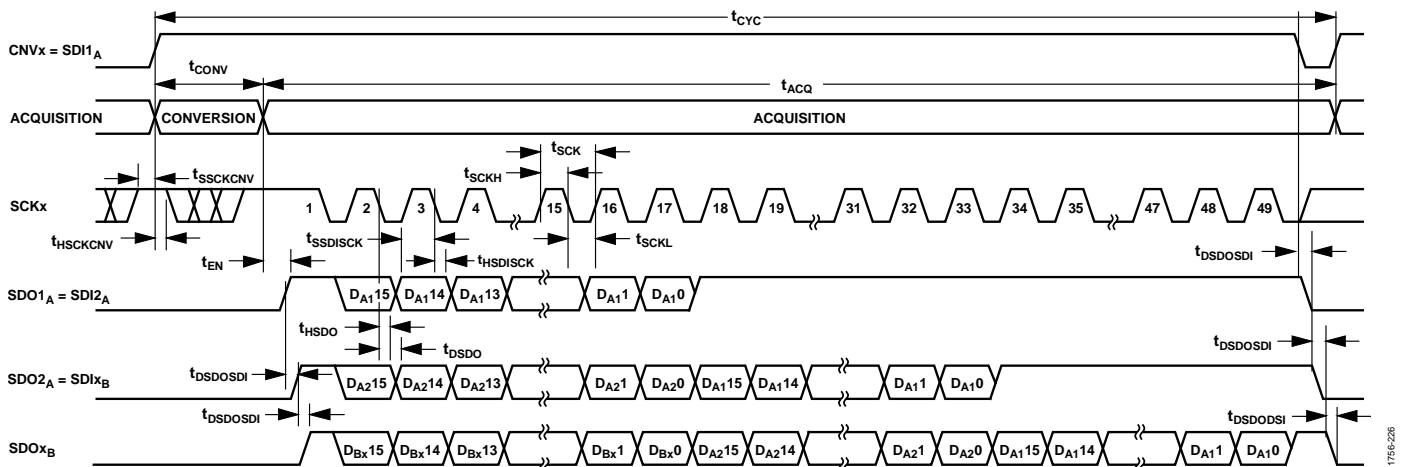 tCYC
CNVx = SDI1A
tCONV
tACQ
ACQUISITION CONVERSION ACQUISITION
tSCK
tSSCKCNV
tSCKH
SCKx 1 2 3 4 15 16 17 18 19 31 32 33 34 35 47 48 49
tHSCKCNV
tSSDISCK
tSCKL
tEN
tHSDISCK
tDSDOSDI
SDO1A = SDI2A DA115 DA114 DA113 DA11 DA10
tHSDO
tDSDO
tDSDOSDI
tDSDOSDI
SDO2A = SDIxB DA215 DA214 DA213 DA21 DA20 DA115 DA114 DA11 DA10
tDSDOSDI
tDSDODSI
SDOxB DBx15 DBx14 DBx13 DBx1 DBx0 DA215 DA214 DA21 DA20 DA115 DA114 DA11 DA10
1756-226